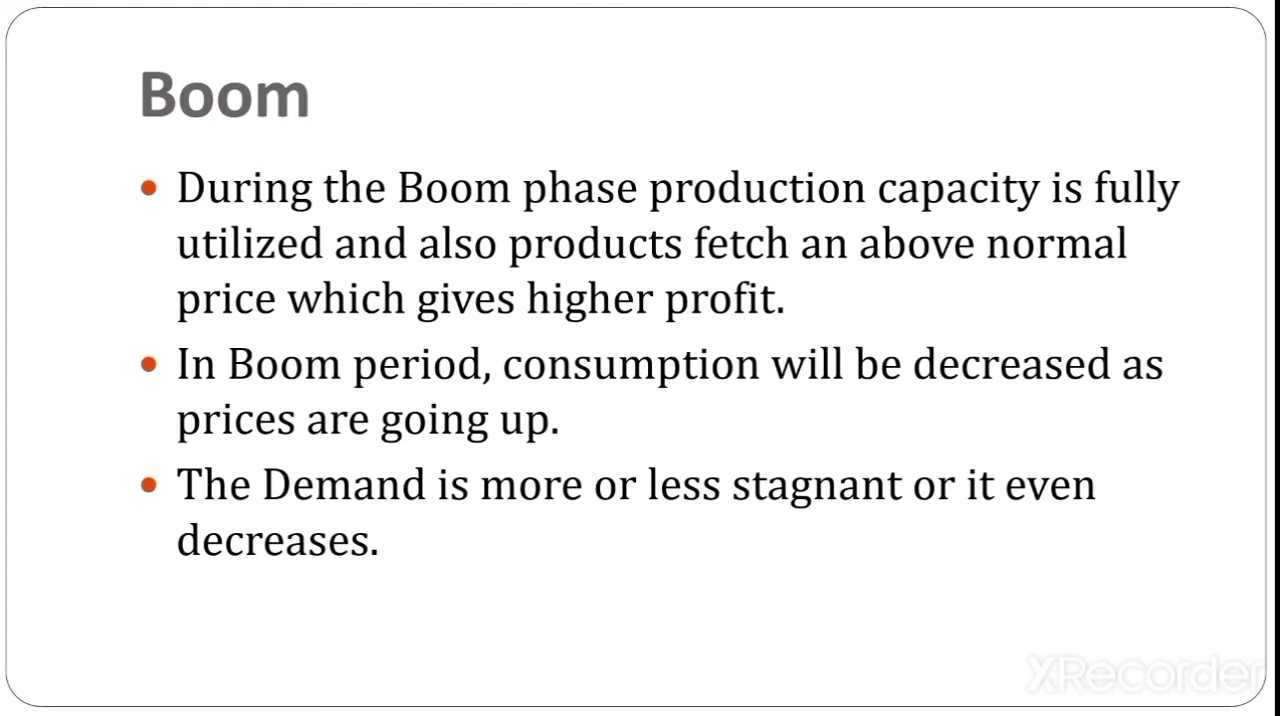 Boom
• During the Boom phase production capacity is fully
utilized and also products fetch an above normal
price which gives higher profit.
• In Boom period, consumption will be decreased as
prices are going up.
• The Demand is more or less stagnant or it even
decreases.
XRecorder